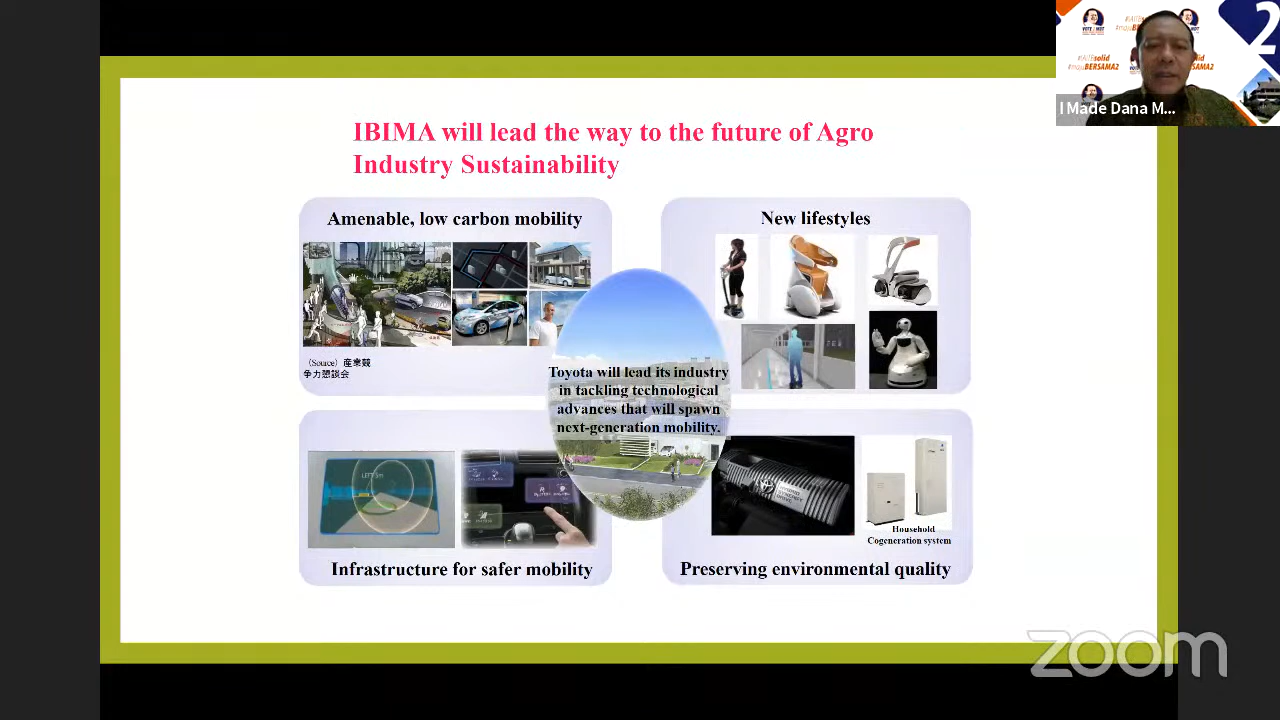 IBIMA will lead the way to the future of Agro
Industry Sustainability
Amenable, low carbon mobility
New lifestyles
(Source) 産業競
争力懇談会
Toyota will lead its industry
in tackling technological
advances that will spawn
next-generation mobility.
Household
Cogeneration system
Infrastructure for safer mobility
Preserving environmental quality
2
#majuBERSAMA2
I Made Dana M...
zoom